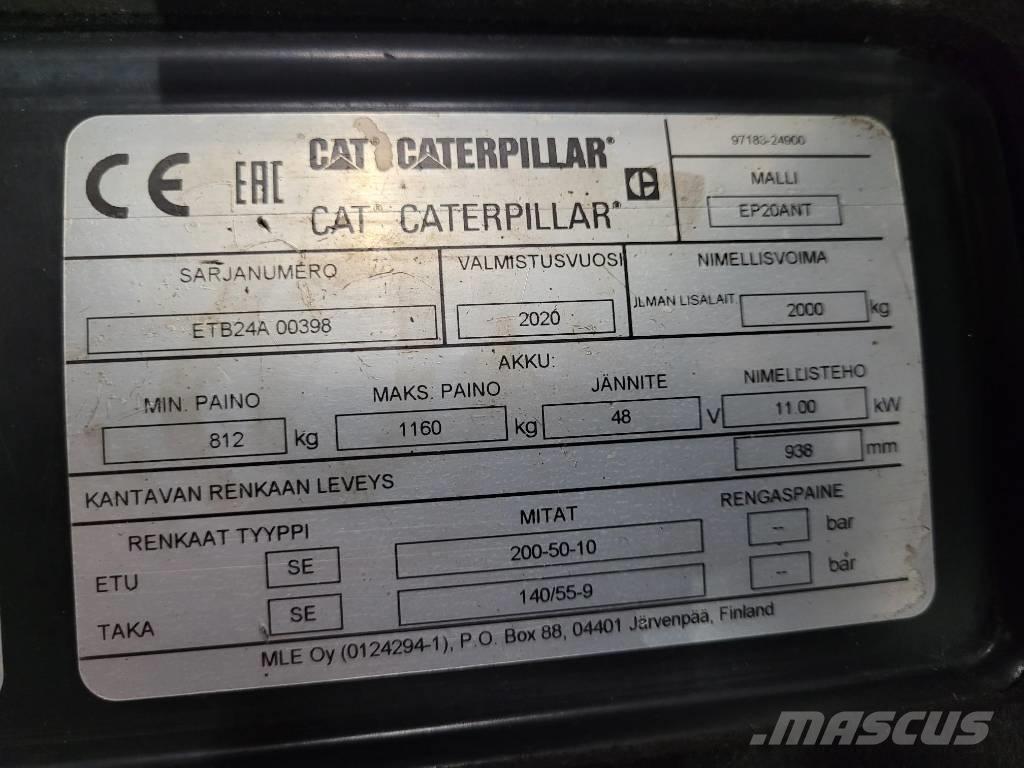 CE EAC CAT CATERPILLAR®
CAT® CATERPILLAR®
97183-24900
MALLI
EP20ANT
SARJANUMERO
ETB24A 00398
VALMISTUSVUOSI
2020
NIMELLISVOIMA
ILMAN LISÄLAIT. 2000 kg
AKKU:
MIN. PAINO MAKS. PAINO JÄNNITE NIMELLISTEHO
812 kg 1160 kg 48 V 11.00 kW
KANTAVAN RENKAAN LEVEYS 938 mm
RENKAAT TYYPPI MITAT RENGASPAINE
ETU SE 200-50-10 -- bar
TAKA SE 140/55-9 -- bar
MLE Oy (0124294-1), P.O. Box 88, 04401 Järvenpää, Finland
MASCUS